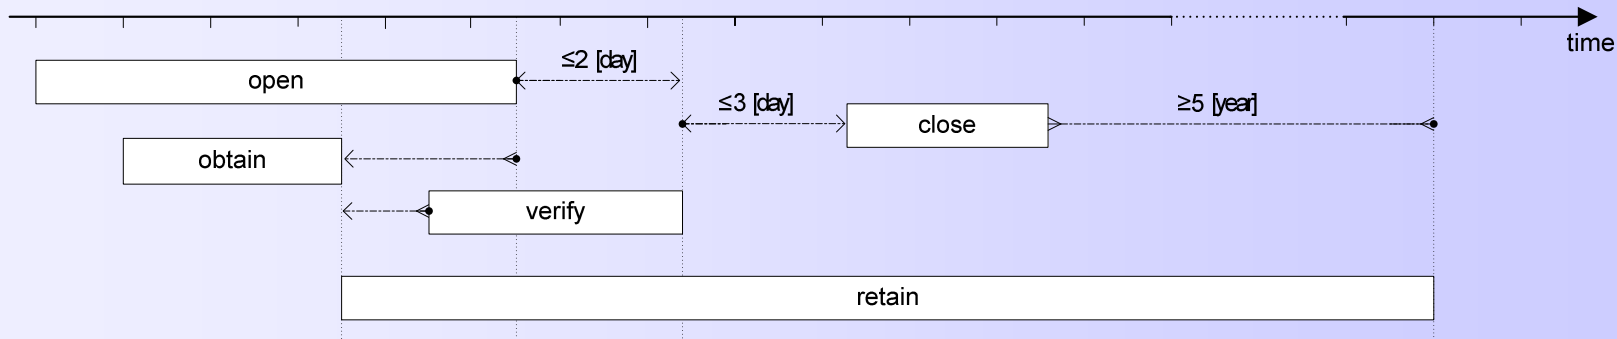 time
≤2 [day]
open
≤3 [day]
close
≥5 [year]
obtain
verify
retain